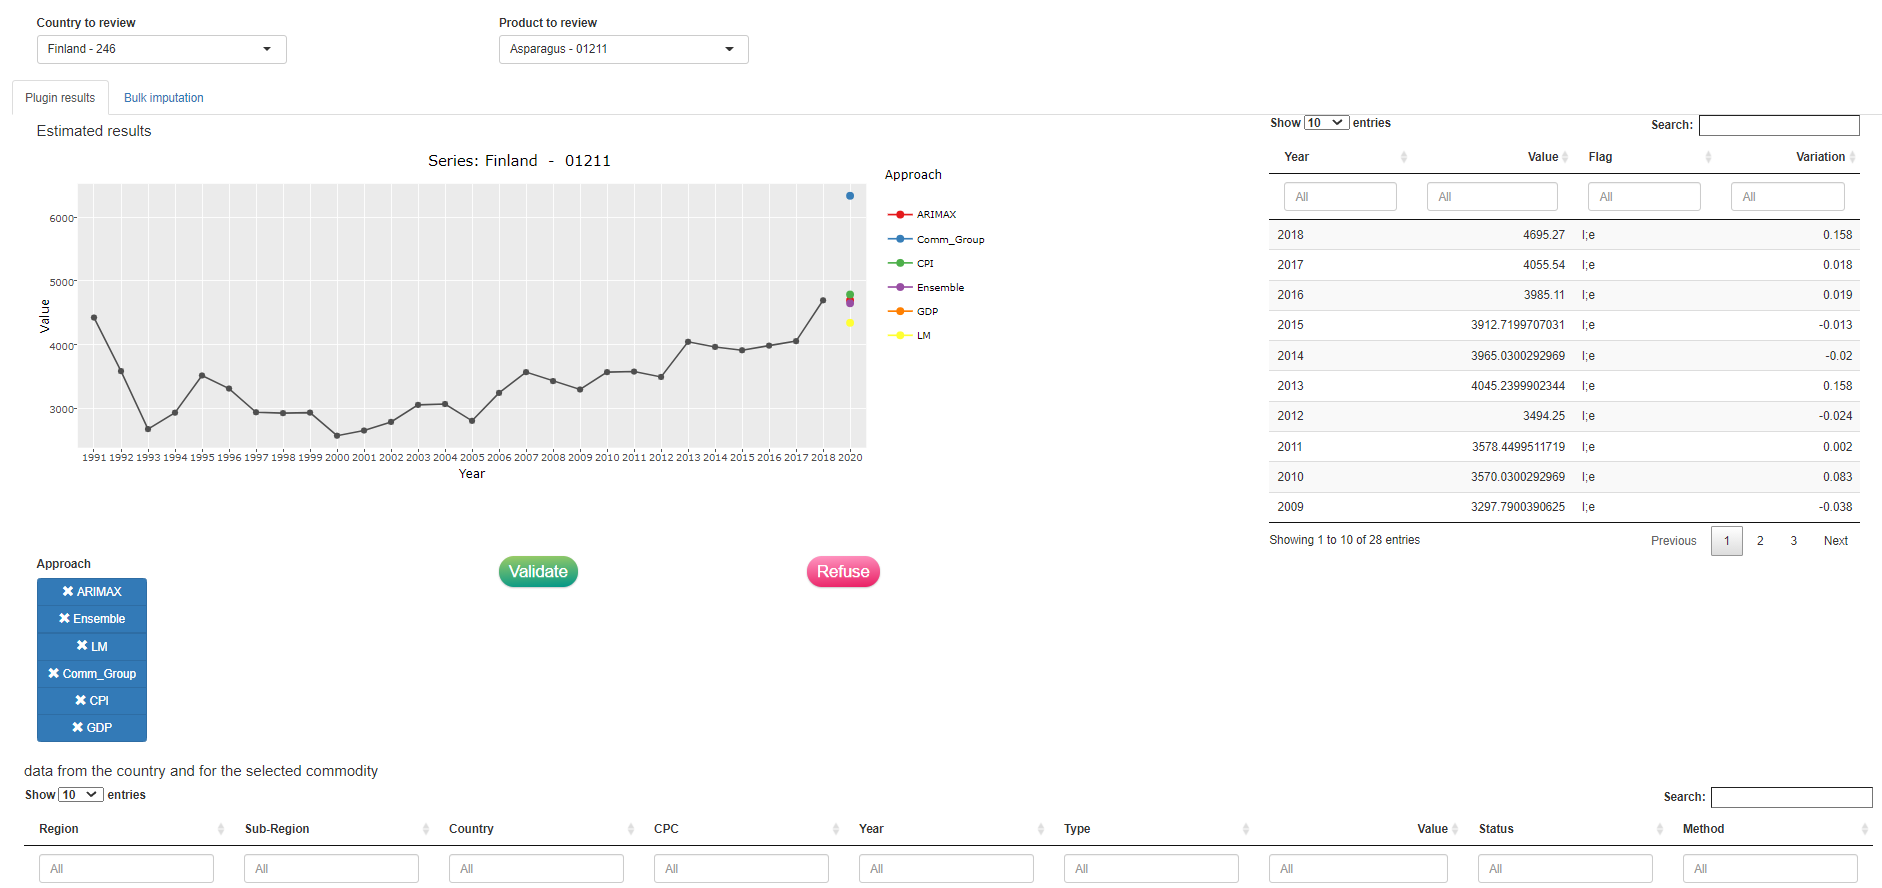 Country to review
Product to review
Finland - 246
Asparagus - 01211
Plugin results
Bulk imputation
Estimated results
Series: Finland - 01211
Value
6000
5000
4000
3000
1991 1992 1993 1994 1995 1996 1997 1998 1999 2000 2001 2002 2003 2004 2005 2006 2007 2008 2009 2010 2011 2012 2013 2014 2015 2016 2017 2018 2020
Year
Approach
ARIMAX
Comm_Group
CPI
Ensemble
GDP
LM
Show 10 entries
Search:
Year Value Flag Variation
All All All All
2018 4695.27 I;e 0.158
2017 4055.54 I;e 0.018
2016 3985.11 I;e 0.019
2015 3912.7199707031 I;e -0.013
2014 3965.0300292969 I;e -0.02
2013 4045.2399902344 I;e 0.158
2012 3494.25 I;e -0.024
2011 3578.4499511719 I;e 0.002
2010 3570.0300292969 I;e 0.083
2009 3297.7900390625 I;e -0.038
Showing 1 to 10 of 28 entries
Previous 1 2 3 Next
Approach
ARIMAX
Ensemble
LM
Comm_Group
CPI
GDP
Validate
Refuse
data from the country and for the selected commodity
Show 10 entries
Search:
Region Sub-Region Country CPC Year Type Value Status Method
All All All All All All All All All